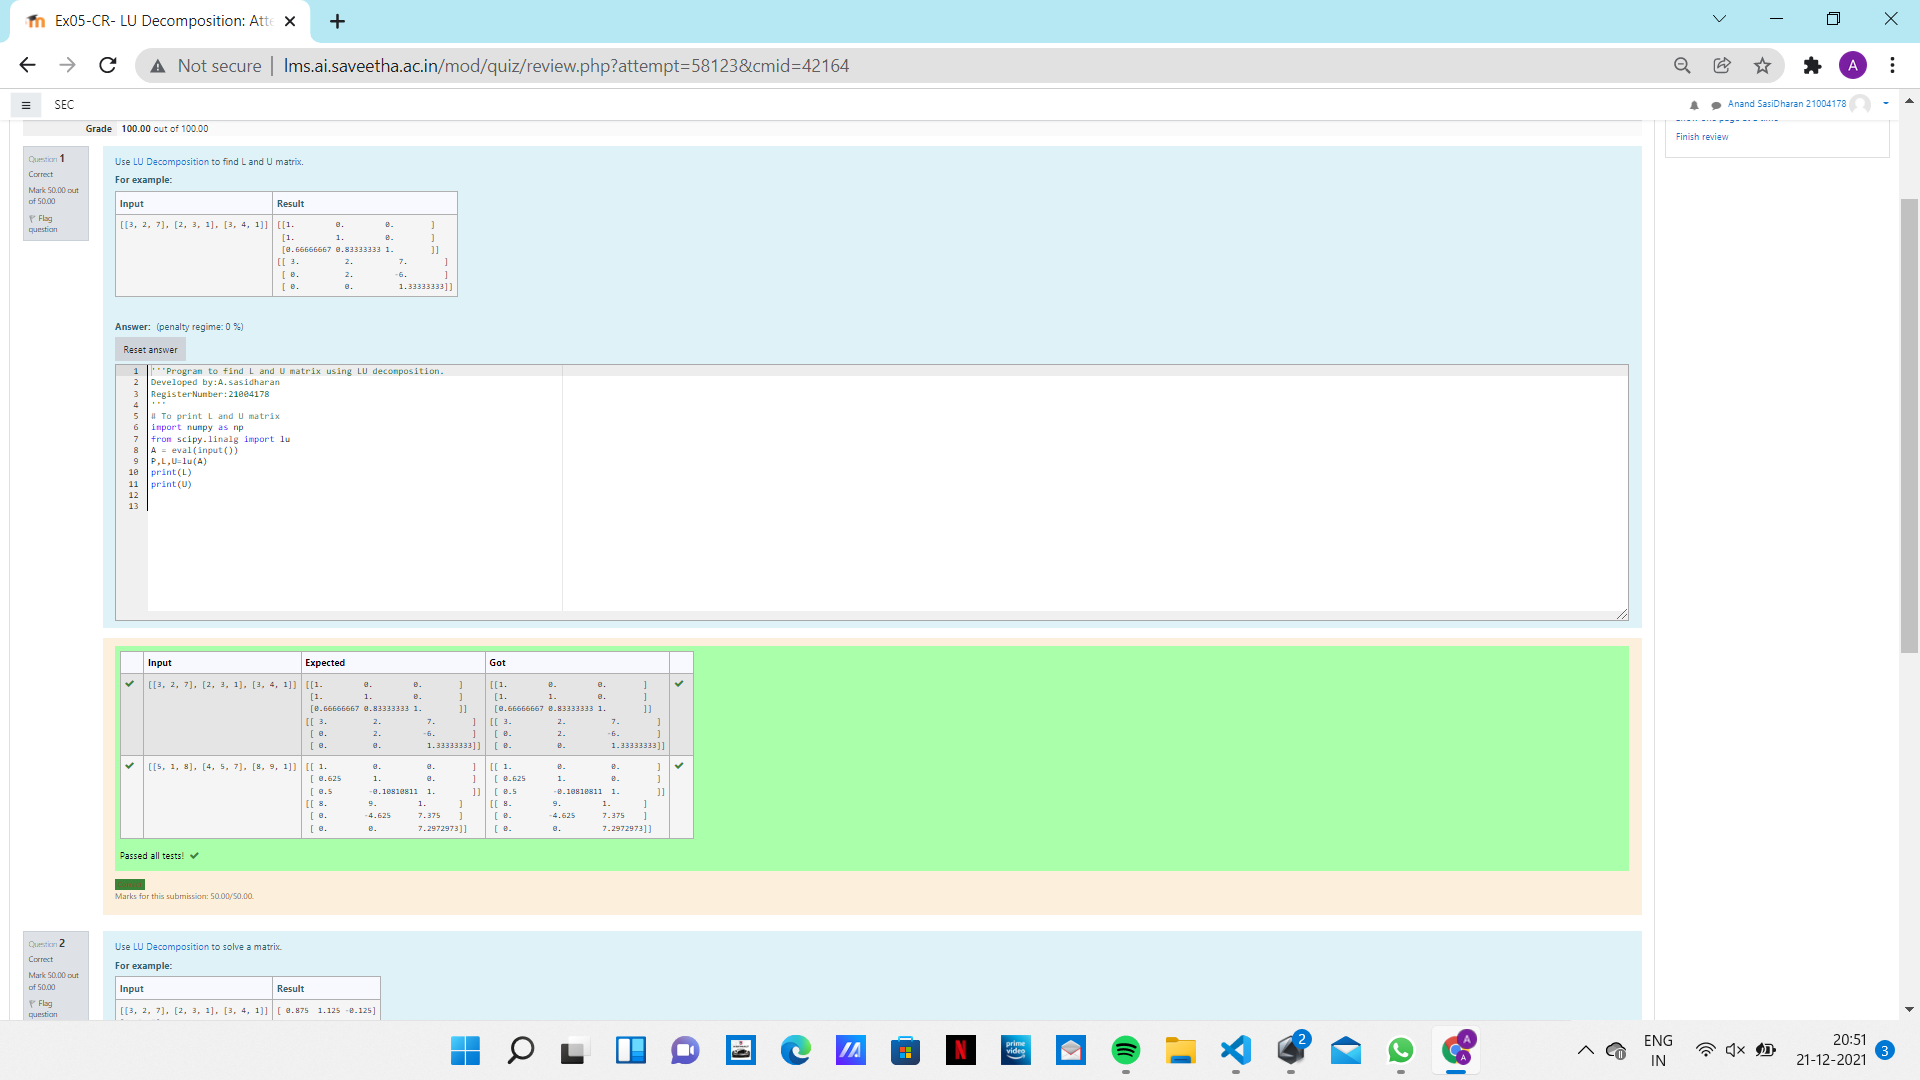 Ex05-CR- LU Decomposition: Atte
Not secure | lms.ai.saveetha.ac.in/mod/quiz/review.php?attempt=58123&cmid=42164
A
SEC
Anand SasiDharan 21004178
Grade 100.00 out of 100.00
Finish review
Question 1
Correct
Mark 50.00 out
of 50.00
Flag
question
Use LU Decomposition to find L and U matrix.
For example:
Input Result
[[3, 2, 7], [2, 3, 1], [3, 4, 1]] [[1. 0. 0. ]
[1. 1. 0. ]
[0.66666667 0.83333333 1. ]]
[[ 3. 2. 7. ]
[ 0. 2. -6. ]
[ 0. 0. 1.33333333]]
Answer: (penalty regime: 0 %)
Reset answer
1 '''Program to find L and U matrix using LU decomposition.
2 Developed by:A.sasidharan
3 RegisterNumber:21004178
4 '''
5 # To print L and U matrix
6 import numpy as np
7 from scipy.linalg import lu
8 A = eval(input())
9 P,L,U=lu(A)
10 print(L)
11 print(U)
12
13
Input Expected Got
[[3, 2, 7], [2, 3, 1], [3, 4, 1]] [[1. 0. 0. ] [[1. 0. 0. ]
[1. 1. 0. ] [1. 1. 0. ]
[0.66666667 0.83333333 1. ]] [0.66666667 0.83333333 1. ]]
[[ 3. 2. 7. ] [[ 3. 2. 7. ]
[ 0. 2. -6. ] [ 0. 2. -6. ]
[ 0. 0. 1.33333333]] [ 0. 0. 1.33333333]]
[[5, 1, 8], [4, 5, 7], [8, 9, 1]] [[ 1. 0. 0. ] [[ 1. 0. 0. ]
[ 0.625 1. 0. ] [ 0.625 1. 0. ]
[ 0.5 -0.10810811 1. ]] [ 0.5 -0.10810811 1. ]]
[[ 8. 9. 1. ] [[ 8. 9. 1. ]
[ 0. -4.625 7.375 ] [ 0. -4.625 7.375 ]
[ 0. 0. 7.2972973]] [ 0. 0. 7.2972973]]
Passed all tests!
Marks for this submission: 50.00/50.00.
Question 2
Correct
Mark 50.00 out
of 50.00
Flag
question
Use LU Decomposition to solve a matrix.
For example:
Input Result
[[3, 2, 7], [2, 3, 1], [3, 4, 1]] [ 0.875 1.125 -0.125]
N
prime
video
2
A
A
ENG
IN
20:51
21-12-2021
3